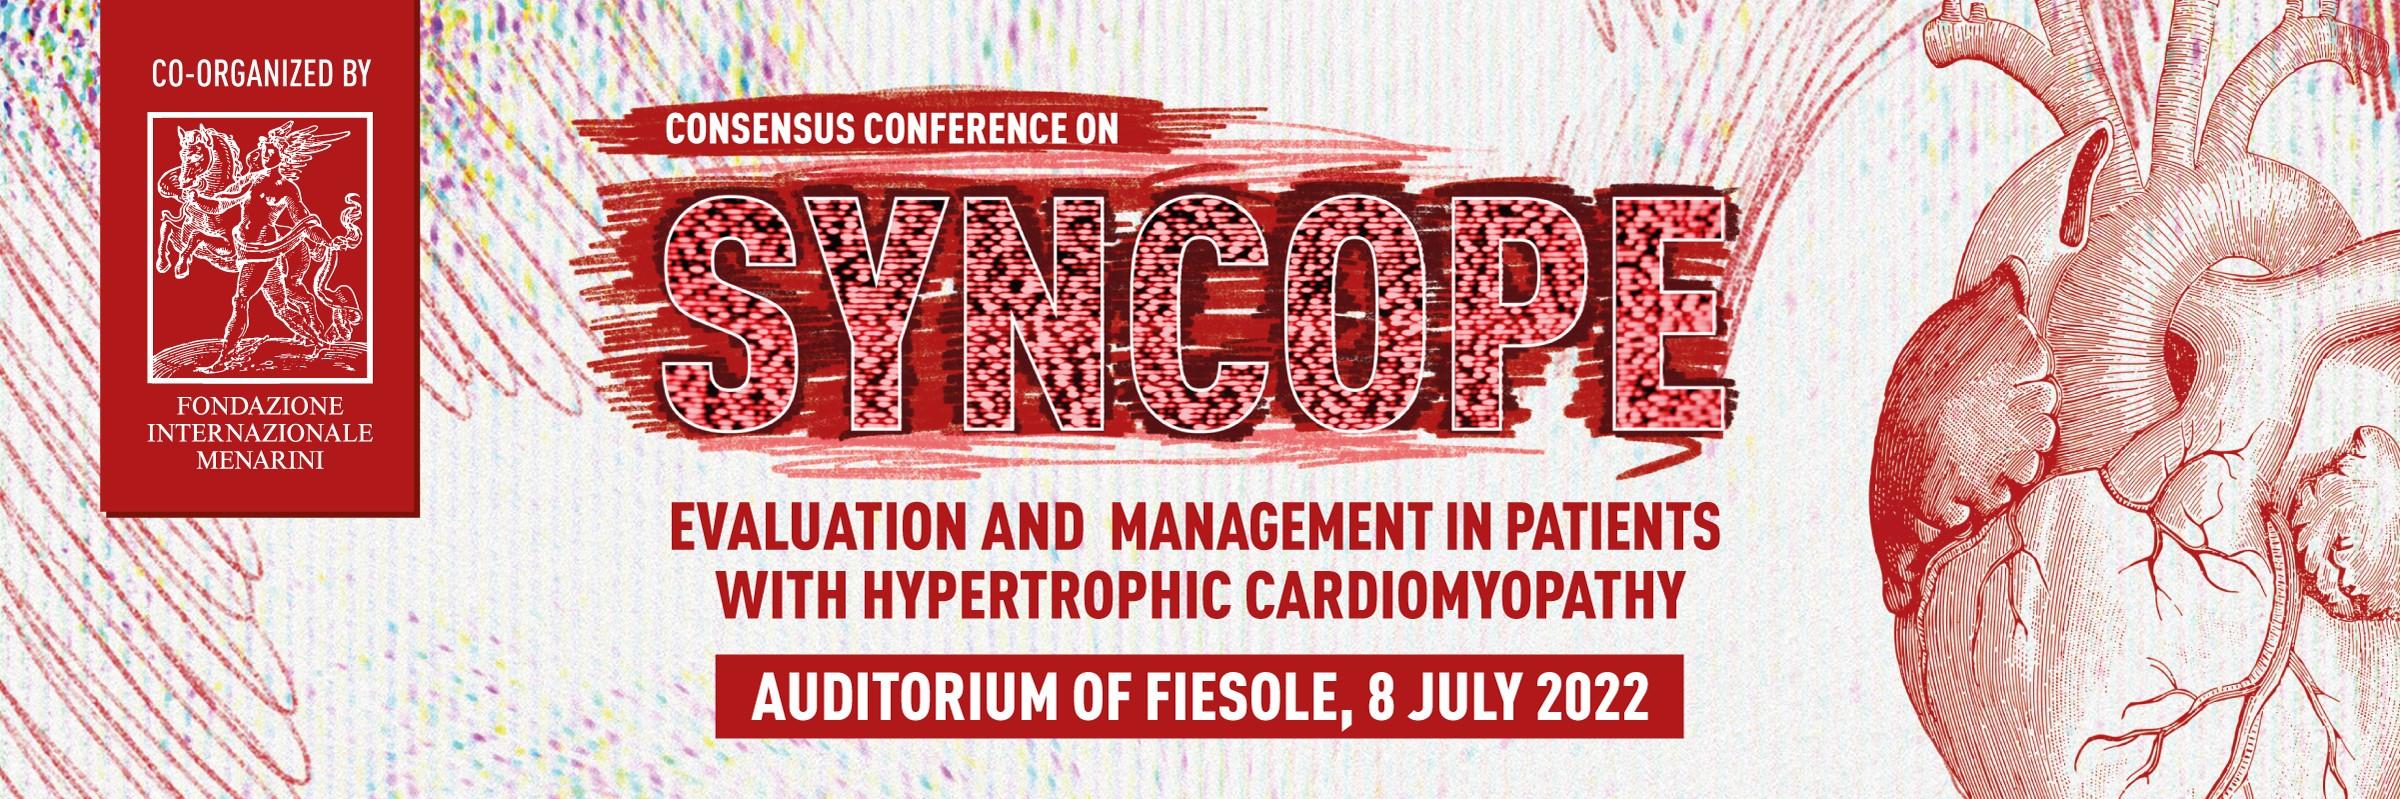 CO-ORGANIZED BY
FONDAZIONE
INTERNAZIONALE
MENARINI
CONSENSUS CONFERENCE ON
SYNCOPE
EVALUATION AND MANAGEMENT IN PATIENTS
WITH HYPERTROPHIC CARDIOMYOPATHY
AUDITORIUM OF FIESOLE, 8 JULY 2022